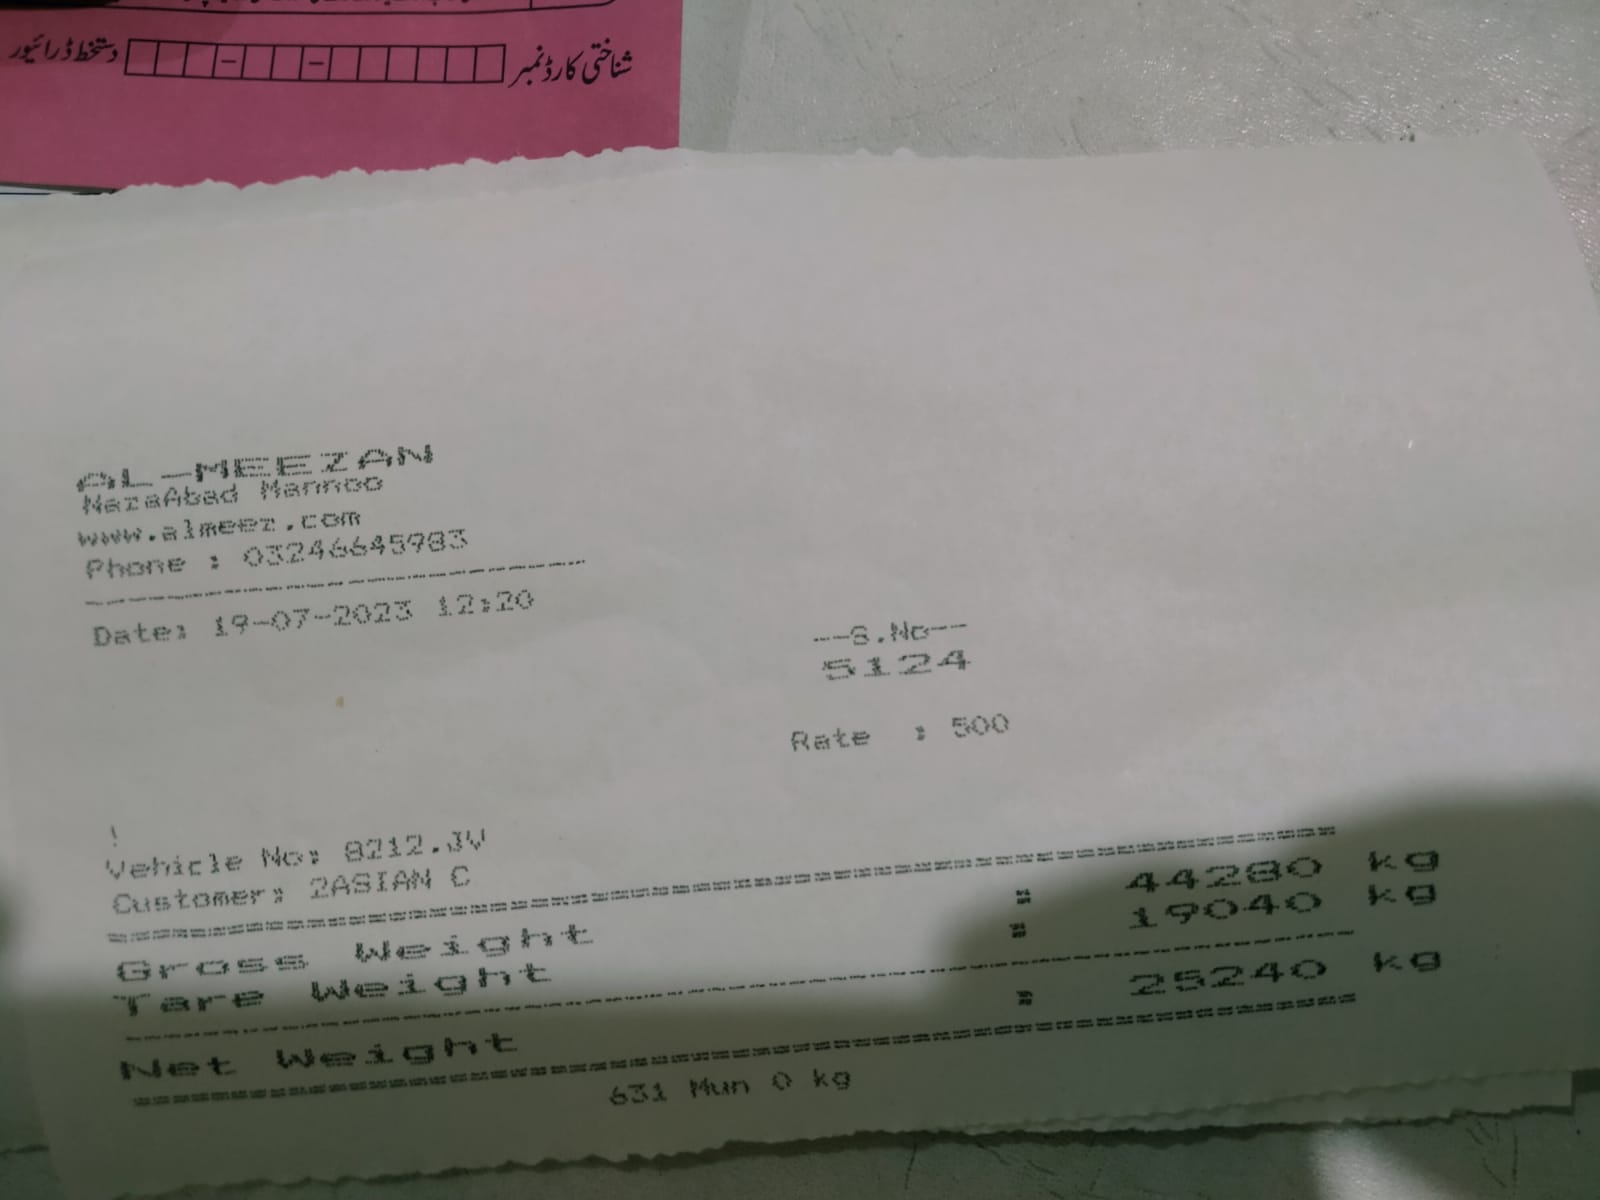 شناختی کارڈ نمبر - - دستخط ڈرائیور
AL-MEEZAN
NazaAbad Mannoo
www.almeez.com
Phone : 03246645983
Date: 19-07-2023 12:20
--S.No--
5124
Rate : 500
!
Vehicle No: 8212.JV
Customer: 2ASIAN C
Gross Weight : 44280 kg
Tare Weight : 19040 kg
Net Weight : 25240 kg
631 Mun 0 kg